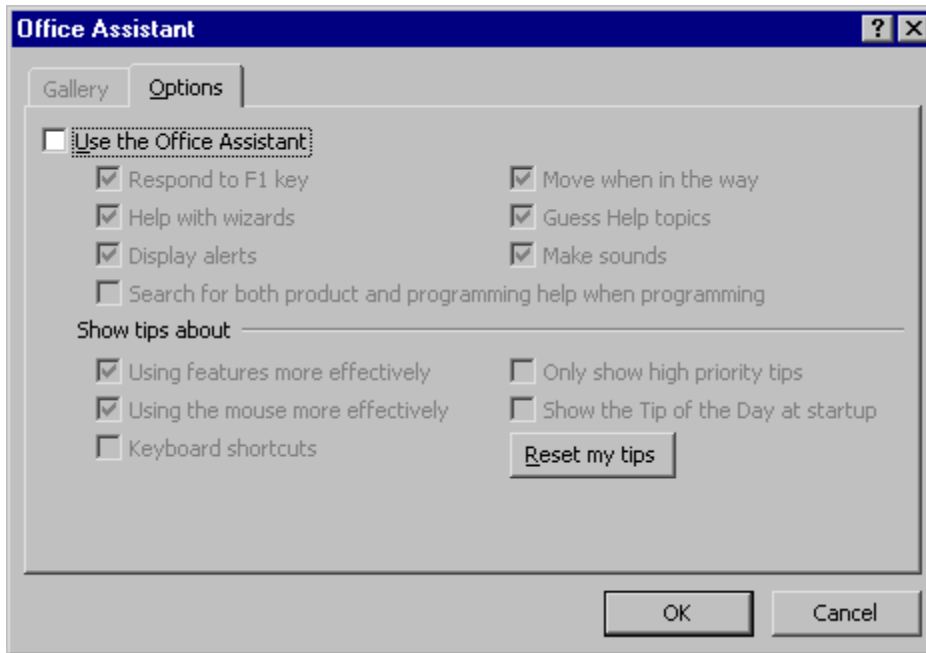 Office Assistant
Gallery Options
Use the Office Assistant
Respond to F1 key Move when in the way
Help with wizards Guess Help topics
Display alerts Make sounds
Search for both product and programming help when programming
Show tips about
Using features more effectively Only show high priority tips
Using the mouse more effectively Show the Tip of the Day at startup
Keyboard shortcuts Reset my tips
OK Cancel